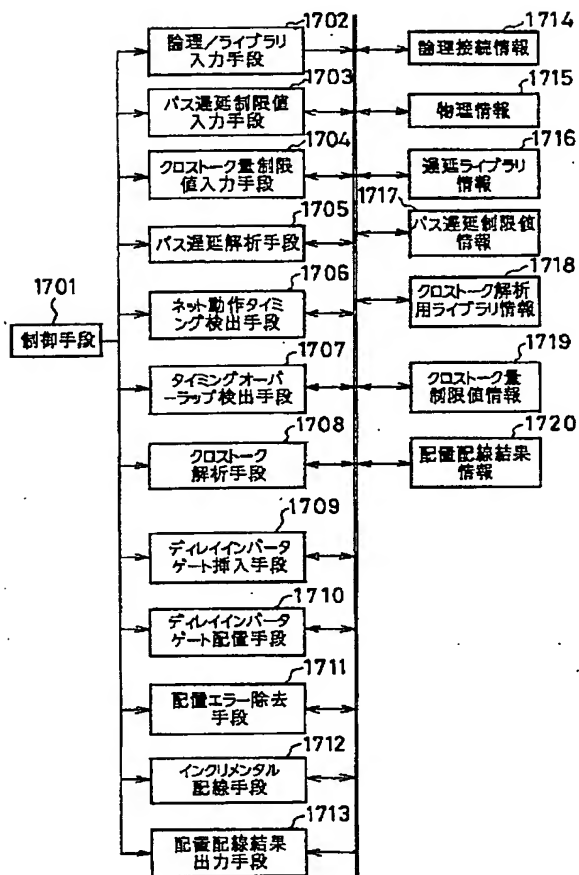 1702
論理/ライブラリ
入力手段
1703
パス遅延制限値
入力手段
1704
クロストーク量制限
値入力手段
1705
パス遅延解析手段
1706
ネット動作タイミ
ング検出手段
1707
タイミングオーバ
ーラップ検出手段
1708
クロストーク
解析手段
1709
ディレイインバータ
ゲート挿入手段
1710
ディレイインバータ
ゲート配置手段
1711
配置エラー除去
手段
1712
インクリメンタル
配線手段
1713
配置配線結果
出力手段
1701
制御手段
1714
論理接続情報
1715
物理情報
1716
遅延ライブラリ
情報
1717
パス遅延制限値
情報
1718
クロストーク解析
用ライブラリ情報
1719
クロストーク量
制限値情報
1720
配置配線結果
情報